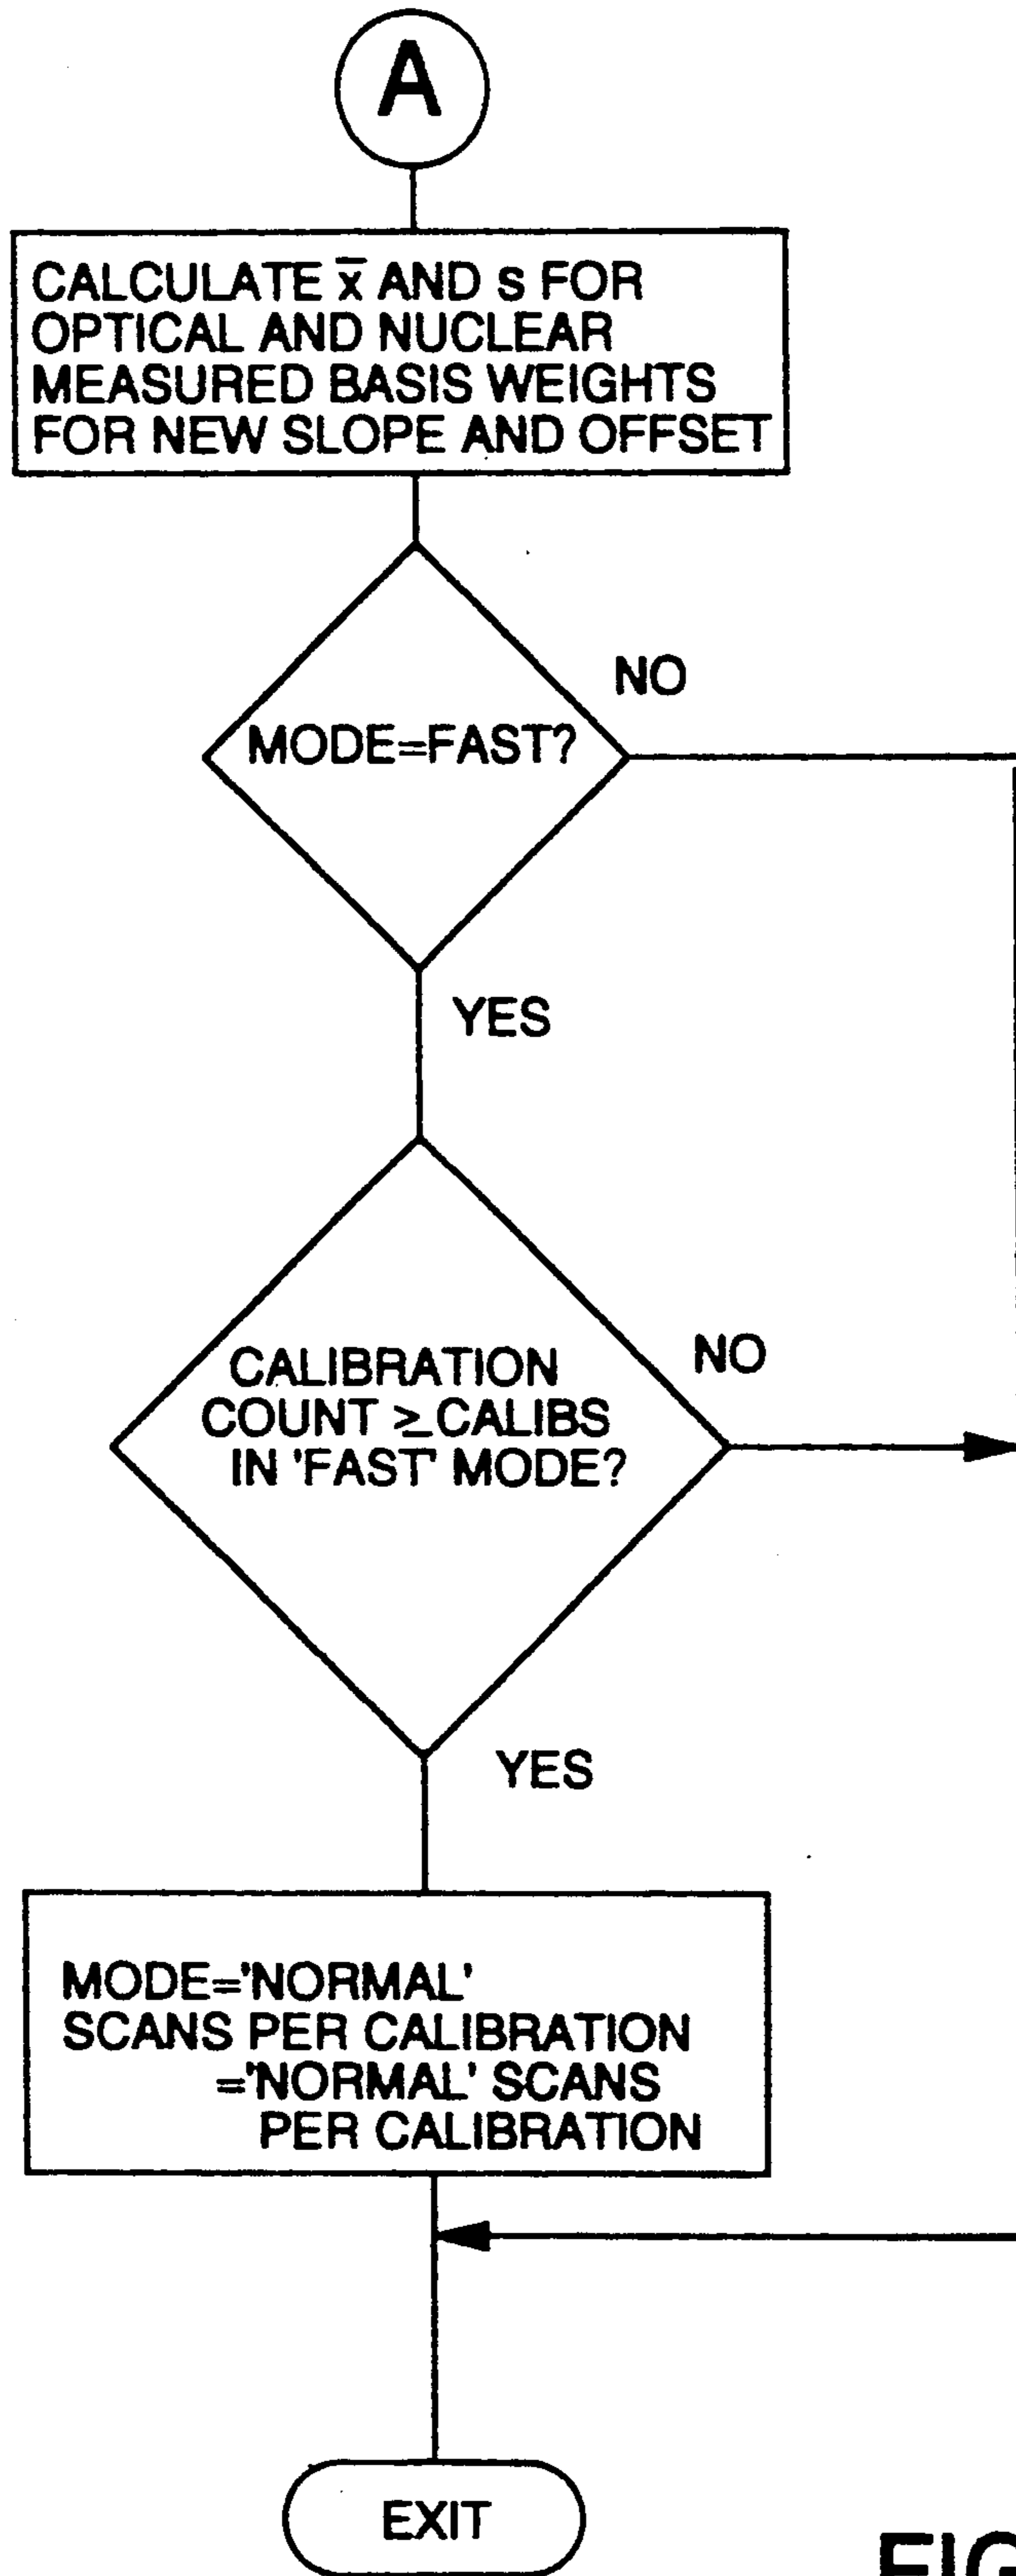 A
CALCULATE x̄ AND s FOR
OPTICAL AND NUCLEAR
MEASURED BASIS WEIGHTS
FOR NEW SLOPE AND OFFSET
NO
MODE=FAST?
YES
NO
CALIBRATION
COUNT ≥ CALIBS
IN 'FAST' MODE?
YES
MODE='NORMAL'
SCANS PER CALIBRATION
='NORMAL' SCANS
PER CALIBRATION
EXIT
FIG